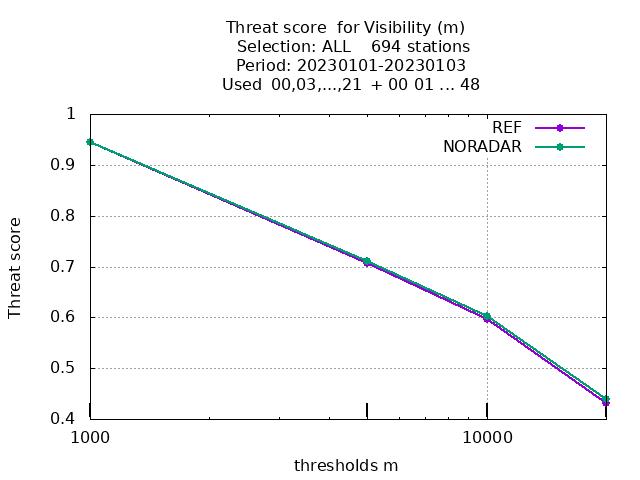 Threat score for Visibility (m)
Selection: ALL 694 stations
Period: 20230101-20230103
Used 00,03,...,21 + 00 01 ... 48
REF
NORADAR
1
0.9
0.8
0.7
0.6
0.5
0.4
Threat score
1000
10000
thresholds m